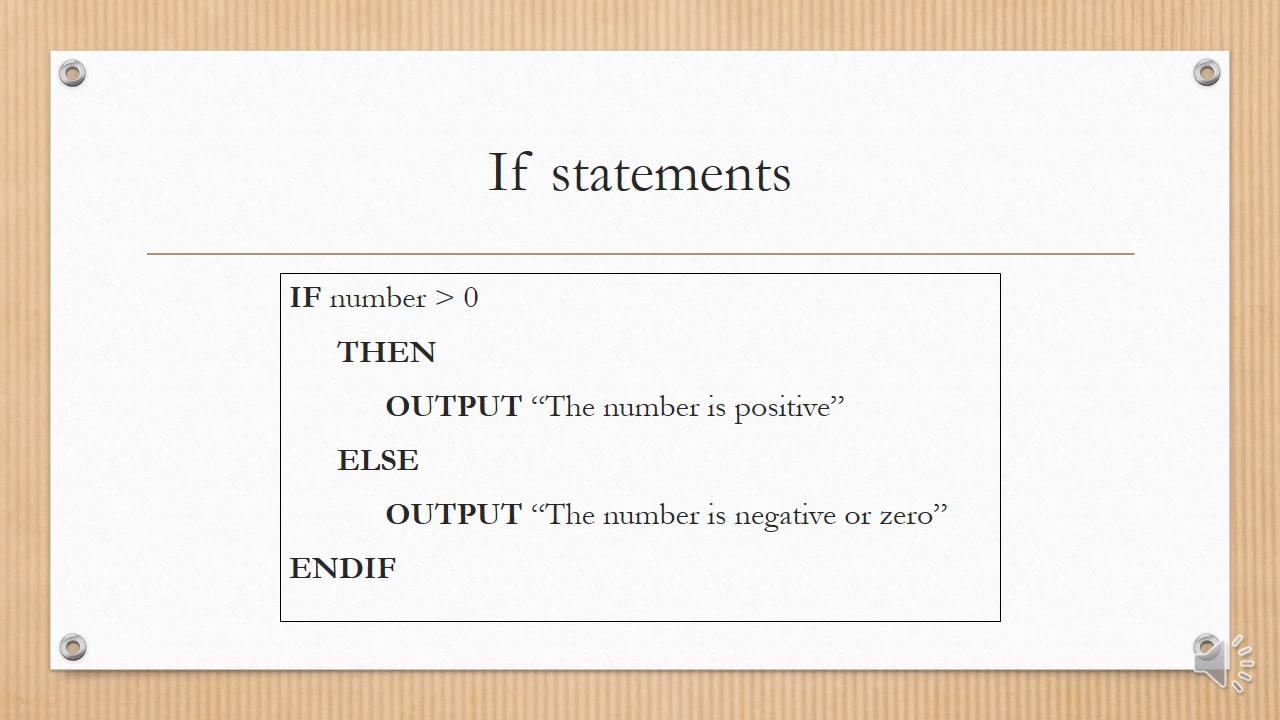 If statements
IF number > 0
THEN
OUTPUT “The number is positive”
ELSE
OUTPUT “The number is negative or zero”
ENDIF